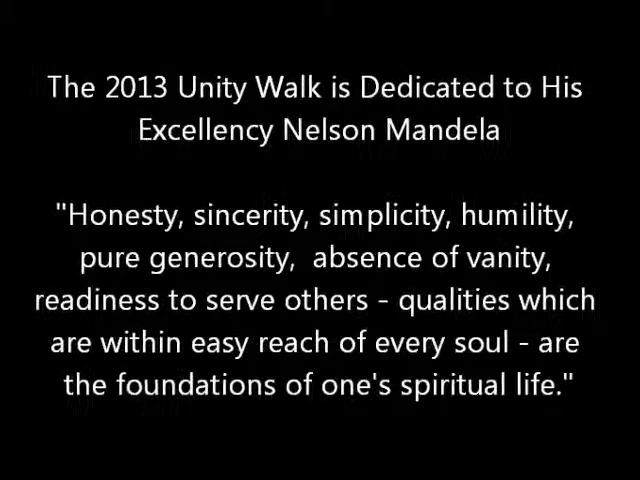 The 2013 Unity Walk is Dedicated to His
Excellency Nelson Mandela
"Honesty, sincerity, simplicity, humility,
pure generosity,  absence of vanity,
readiness to serve others - qualities which
are within easy reach of every soul - are
the foundations of one's spiritual life."